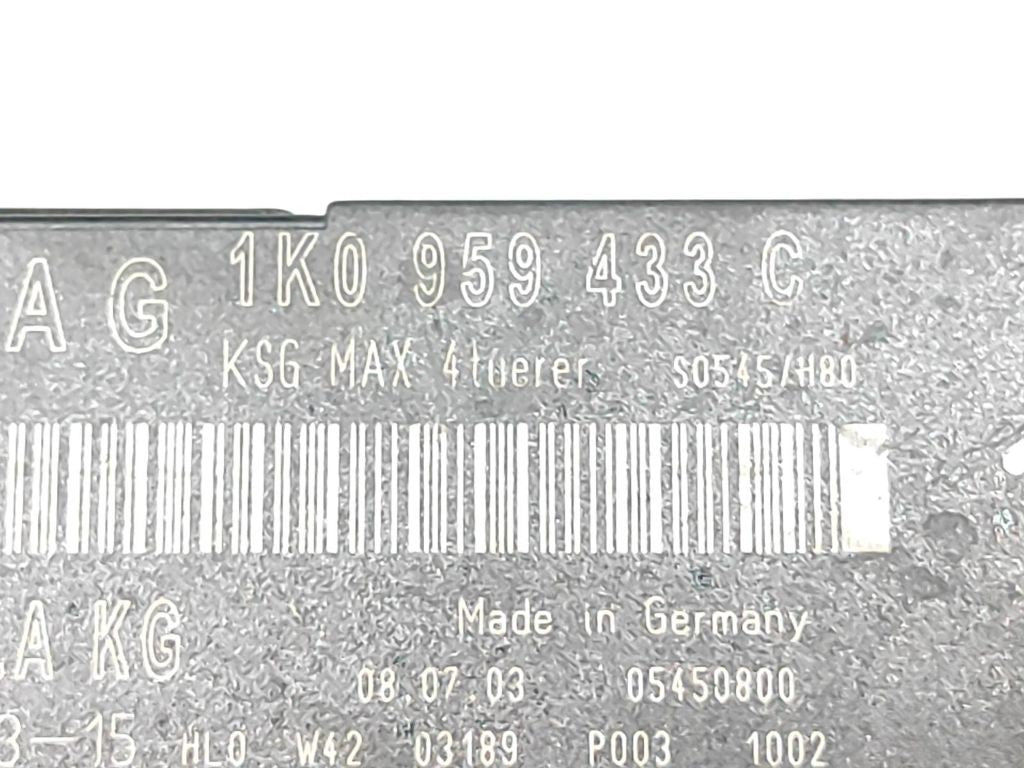 AG 1K0 959 433 C
KSG MAX 4tuerer S0545/H80
A KG Made in Germany
08.07.03 05450800
3-15 HL0 W42 03189 P003 1002